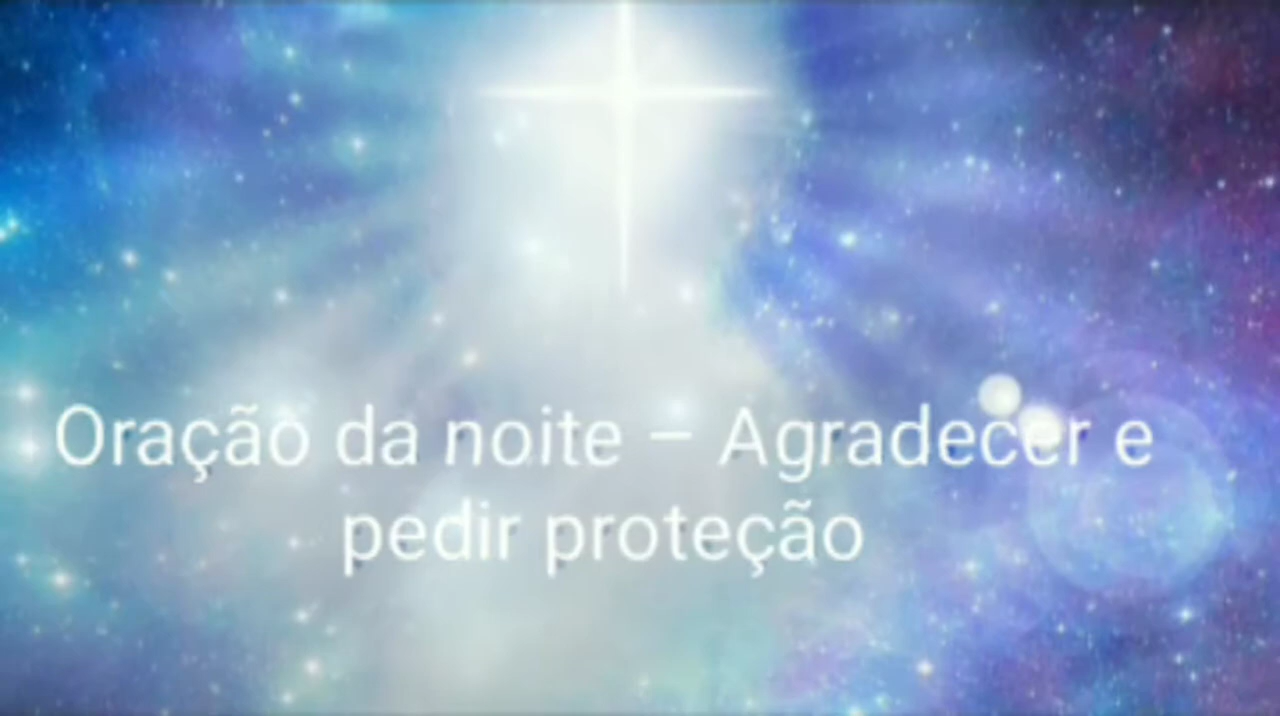 Oração da noite – Agradecer e
pedir proteção